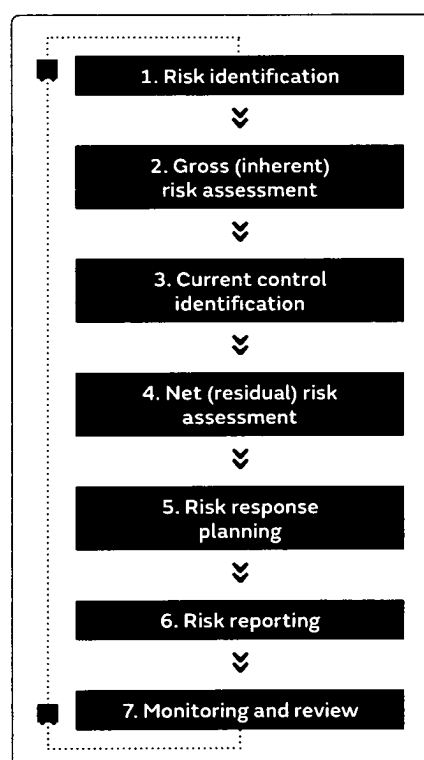 1. Risk identification
2. Gross (inherent)
risk assessment
3. Current control
identification
4. Net (residual) risk
assessment
5. Risk response
planning
6. Risk reporting
7. Monitoring and review